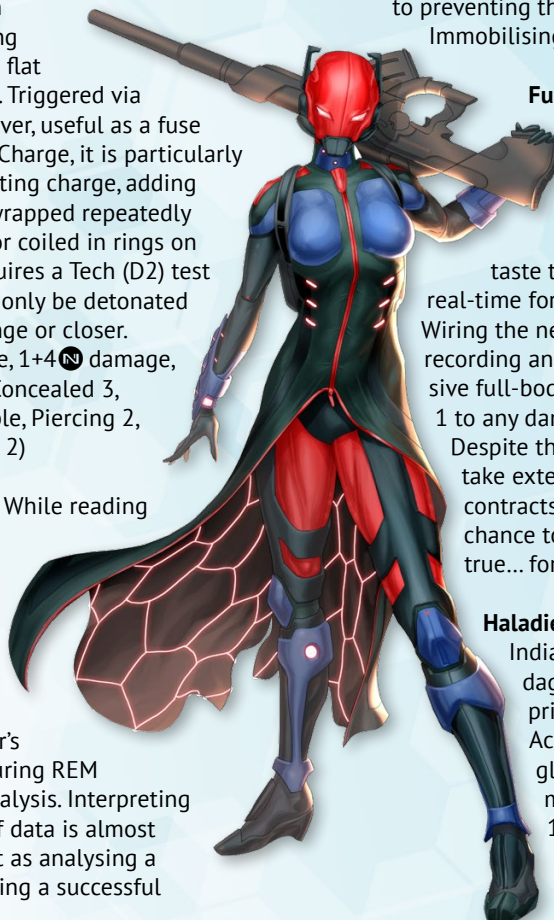 ng
flat
. Triggered via
ver, useful as a fuse
Charge, it is particularly
ting charge, adding
wrapped repeatedly
or coiled in rings on
uires a Tech (D2) test
only be detonated
nge or closer.
e, 1+4 N damage,
Concealed 3,
ble, Piercing 2,
2)
While reading
r’s
uring REM
alysis. Interpreting
f data is almost
t as analysing a
ing a successful
to preventing th
Immobilisin
Fu
taste t
real-time for
Wiring the ne
recording an
sive full-bod
1 to any da
Despite th
take exte
contracts
chance to
true… for
Haladie
India
dag
pri
Ac
gl
m
1